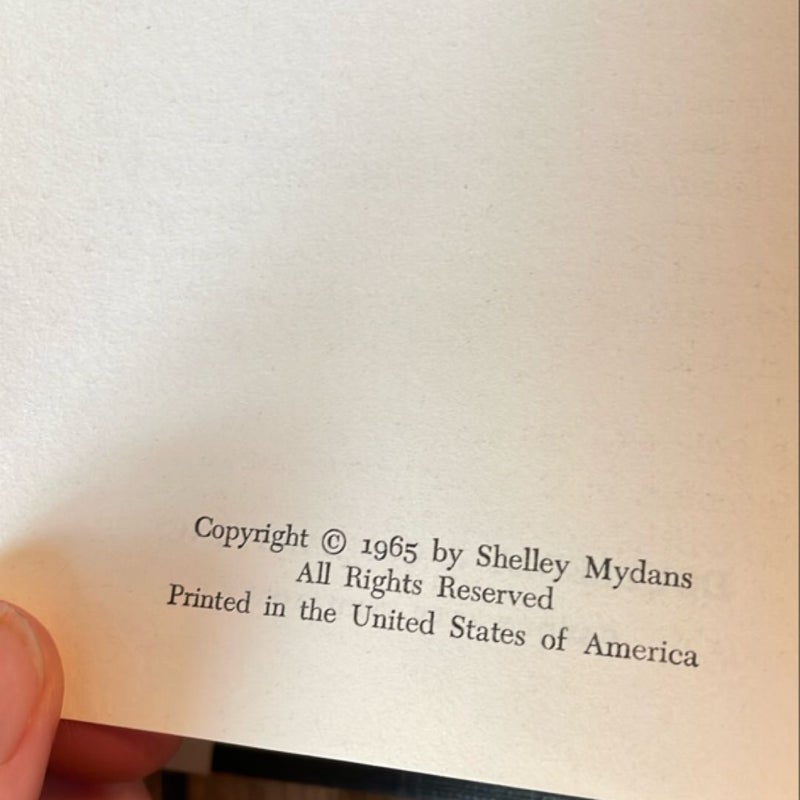 Copyright © 1965 by Shelley Mydans
All Rights Reserved
Printed in the United States of America